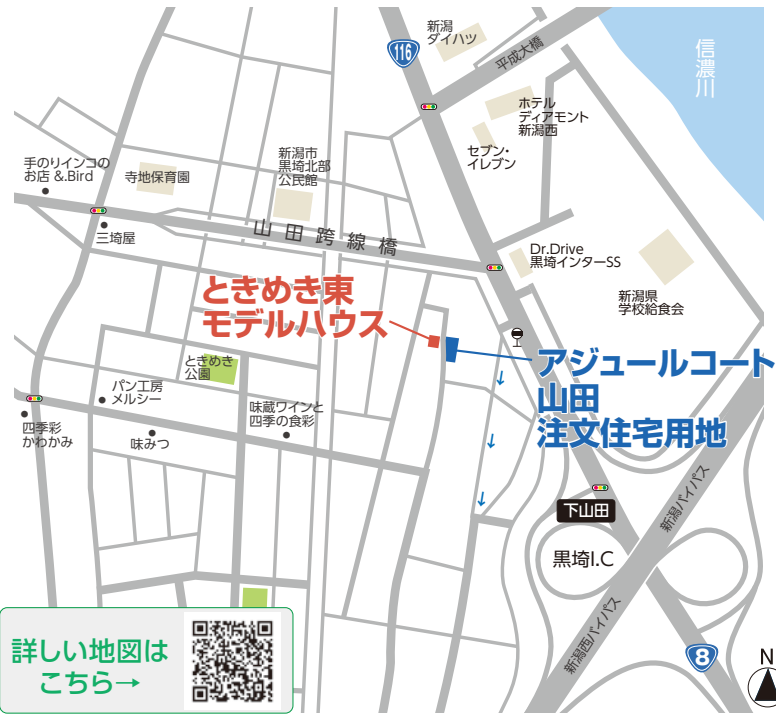 新潟
ダイハツ
116
平成大橋
信濃川
ホテル
ディアモント
新潟西
セブン・
イレブン
手のりインコの
お店 &.Bird
寺地保育園
新潟市
黒埼北部
公民館
三埼屋
山田跨線橋
Dr.Drive
黒埼インターSS
新潟県
学校給食会
ときめき東
モデルハウス
アジュールコート
山田
注文住宅用地
ときめき
公園
パン工房
メルシー
味蔵ワインと
四季の食彩
四季彩
かわかみ
味みつ
下山田
新潟バイパス
黒埼I.C
新潟西バイパス
8
詳しい地図は
こちら→
N